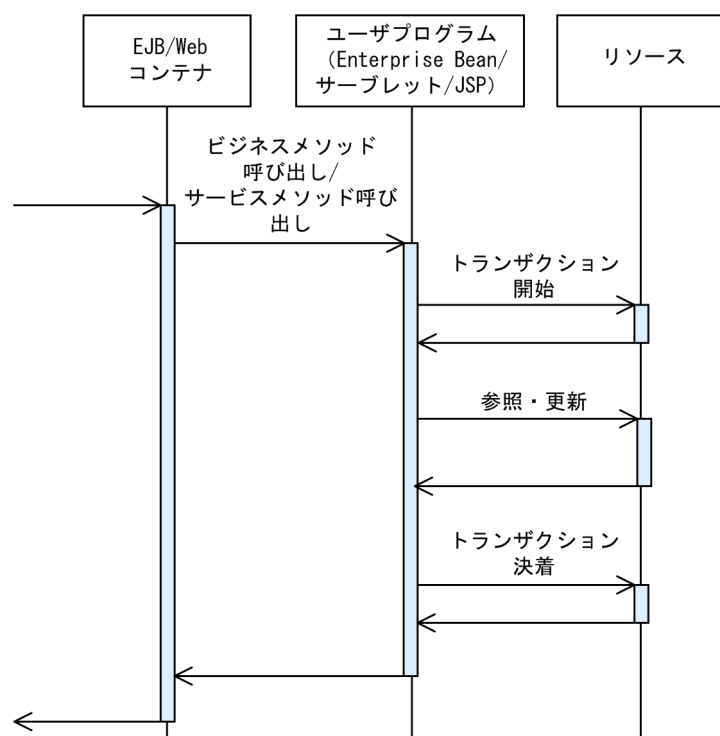 EJB/Web
コンテナ
ユーザプログラム
（Enterprise Bean/
サーブレット/JSP）
リソース
ビジネスメソッド
呼び出し/
サービスメソッド呼び
出し
トランザクション
開始
参照・更新
トランザクション
決着